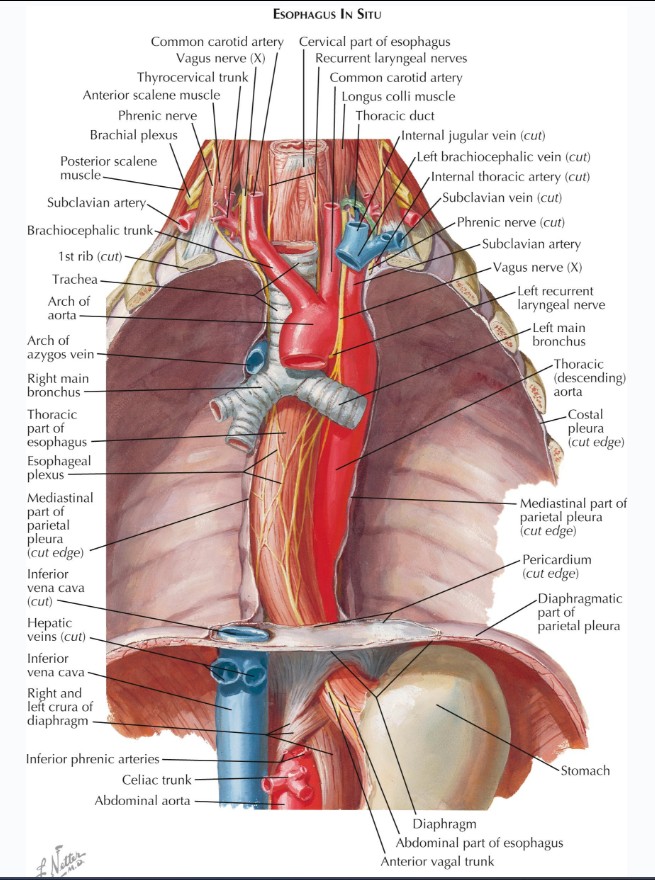 ESOPHAGUS IN SITU
Common carotid artery
Vagus nerve (X)
Thyrocervical trunk
Anterior scalene muscle
Phrenic nerve
Brachial plexus
Posterior scalene
muscle
Subclavian artery
Brachiocephalic trunk
1st rib (cut)
Trachea
Arch of
aorta
Arch of
azygos vein
Right main
bronchus
Thoracic
part of
esophagus
Esophageal
plexus
Mediastinal
part of
parietal
pleura
(cut edge)
Inferior
vena cava
(cut)
Hepatic
veins (cut)
Inferior
vena cava
Right and
left crura of
diaphragm
Inferior phrenic arteries
Celiac trunk
Abdominal aorta
Cervical part of esophagus
Recurrent laryngeal nerves
Common carotid artery
Longus colli muscle
Thoracic duct
Internal jugular vein (cut)
Left brachiocephalic vein (cut)
Internal thoracic artery (cut)
Subclavian vein (cut)
Phrenic nerve (cut)
Subclavian artery
Vagus nerve (X)
Left recurrent
laryngeal nerve
Left main
bronchus
Thoracic
(descending)
aorta
Costal
pleura
(cut edge)
Mediastinal part of
parietal pleura
(cut edge)
Pericardium
(cut edge)
Diaphragmatic
part of
parietal pleura
Stomach
Diaphragm
Abdominal part of esophagus
Anterior vagal trunk
F. Netter
M.D.